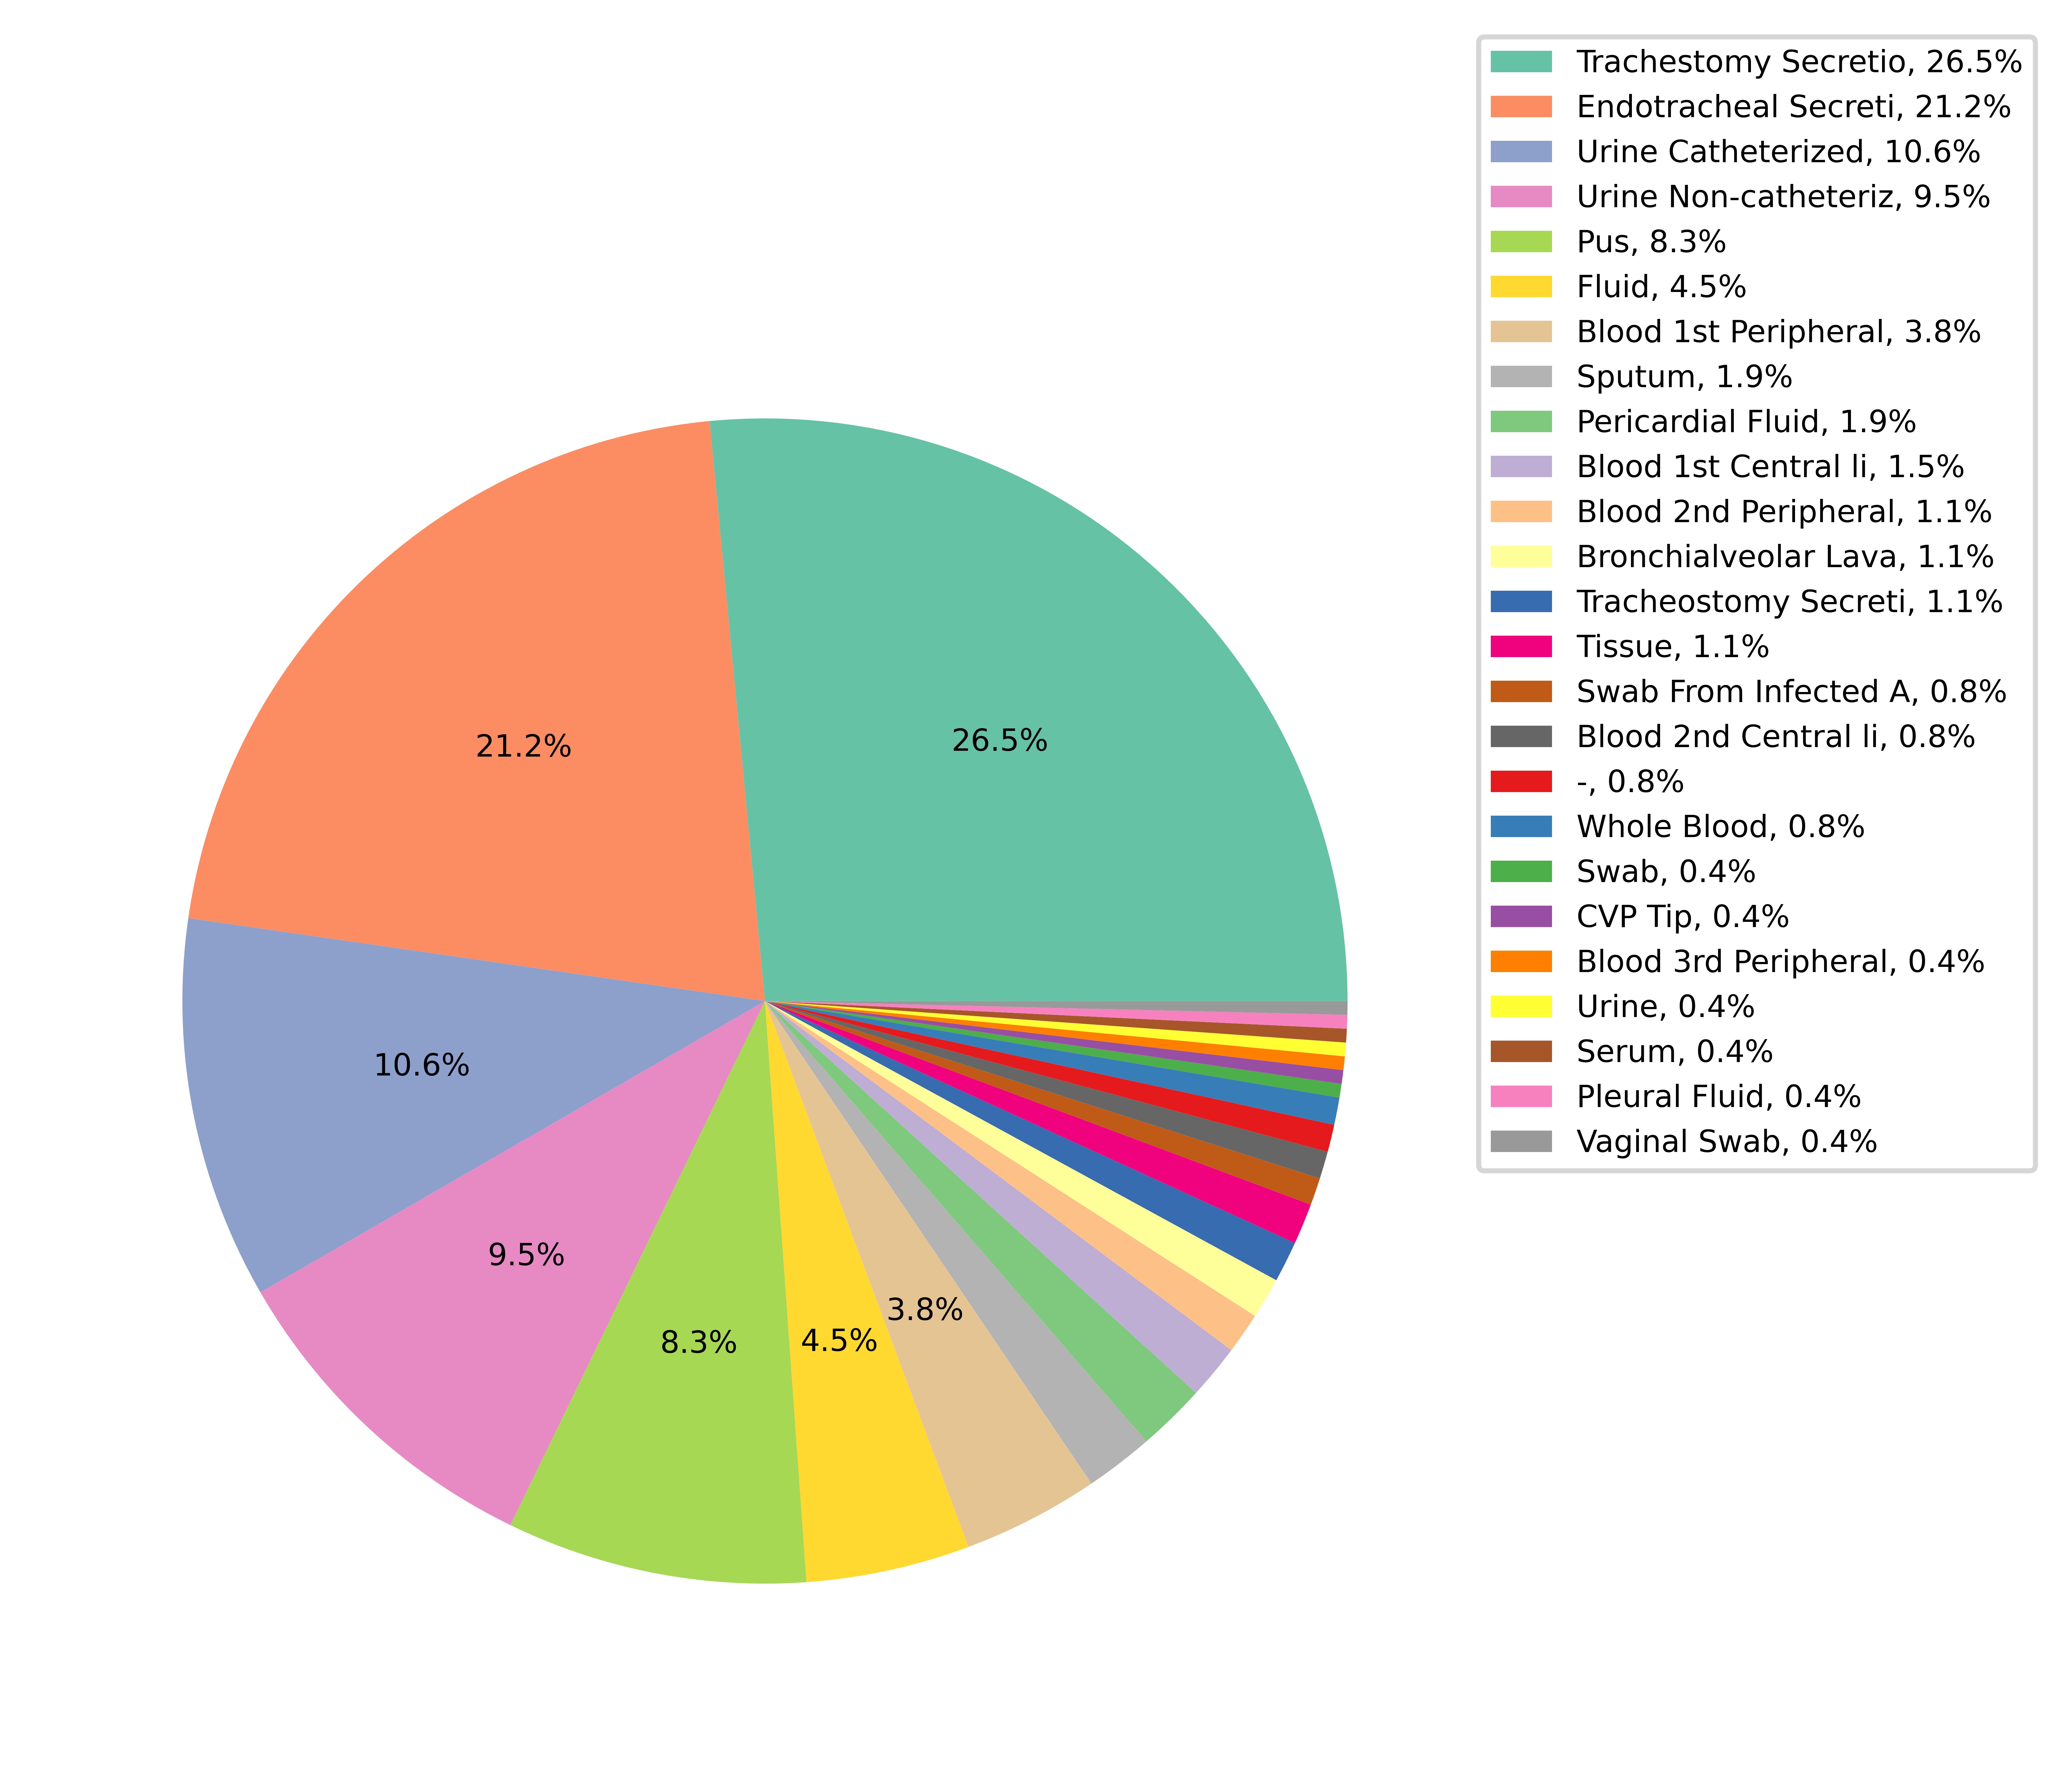 Trachestomy Secretio, 26.5%
Endotracheal Secreti, 21.2%
Urine Catheterized, 10.6%
Urine Non-catheteriz, 9.5%
Pus, 8.3%
Fluid, 4.5%
Blood 1st Peripheral, 3.8%
Sputum, 1.9%
Pericardial Fluid, 1.9%
Blood 1st Central li, 1.5%
Blood 2nd Peripheral, 1.1%
Bronchialveolar Lava, 1.1%
Tracheostomy Secreti, 1.1%
Tissue, 1.1%
Swab From Infected A, 0.8%
Blood 2nd Central li, 0.8%
-, 0.8%
Whole Blood, 0.8%
Swab, 0.4%
CVP Tip, 0.4%
Blood 3rd Peripheral, 0.4%
Urine, 0.4%
Serum, 0.4%
Pleural Fluid, 0.4%
Vaginal Swab, 0.4%
26.5%
21.2%
10.6%
9.5%
8.3%
4.5%
3.8%